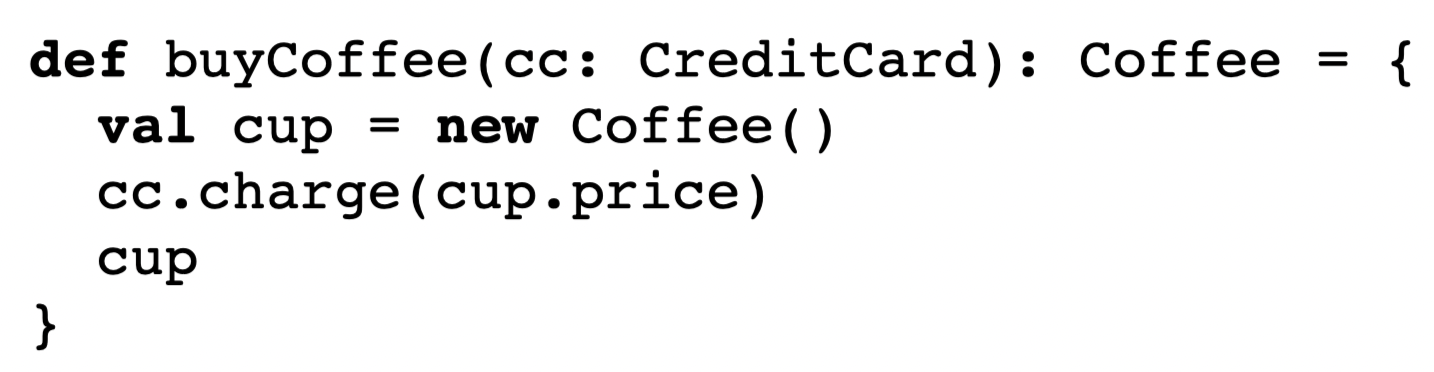 def buyCoffee(cc: CreditCard): Coffee = {
  val cup = new Coffee()
  cc.charge(cup.price)
  cup
}